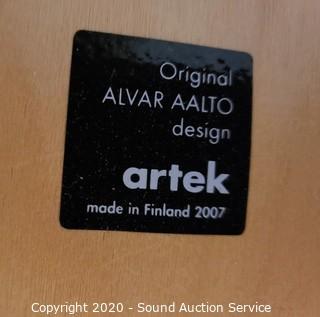 Original
ALVAR AALTO
design
artek
made in Finland 2007
Copyright 2020 - Sound Auction Service